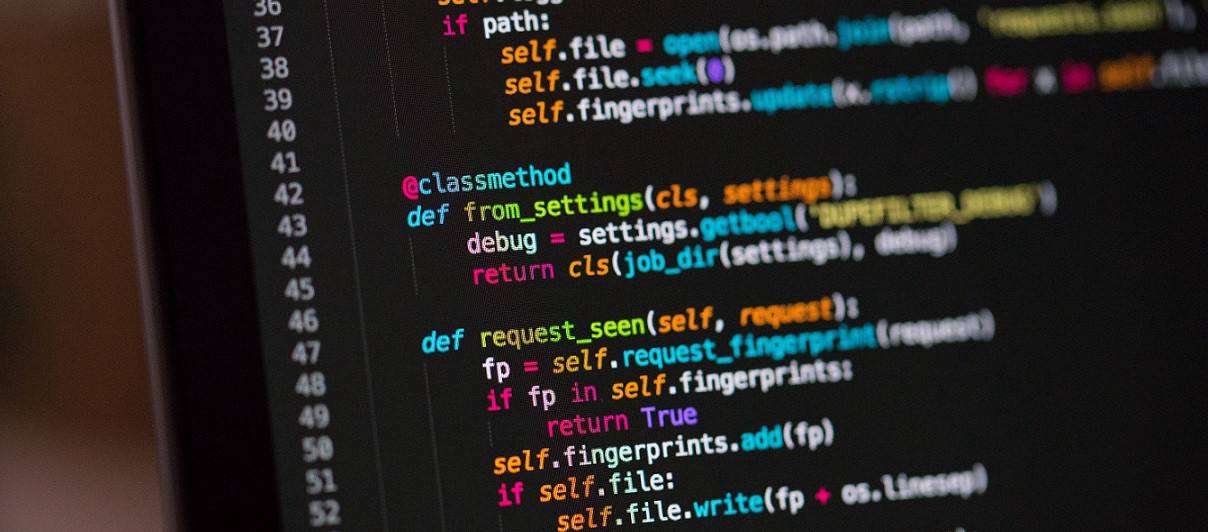 36
37 if path:
38 self.file = open(os.path.join(path, 'requests.seen'),
39 self.file.seek(0)
40 self.fingerprints.update(x.rstrip() for x in self.file
41
42 @classmethod
43 def from_settings(cls, settings):
44 debug = settings.getbool('DUPEFILTER_DEBUG')
45 return cls(job_dir(settings), debug)
46
47 def request_seen(self, request):
48 fp = self.request_fingerprint(request)
49 if fp in self.fingerprints:
50 return True
51 self.fingerprints.add(fp)
52 if self.file:
self.file.write(fp + os.linesep)